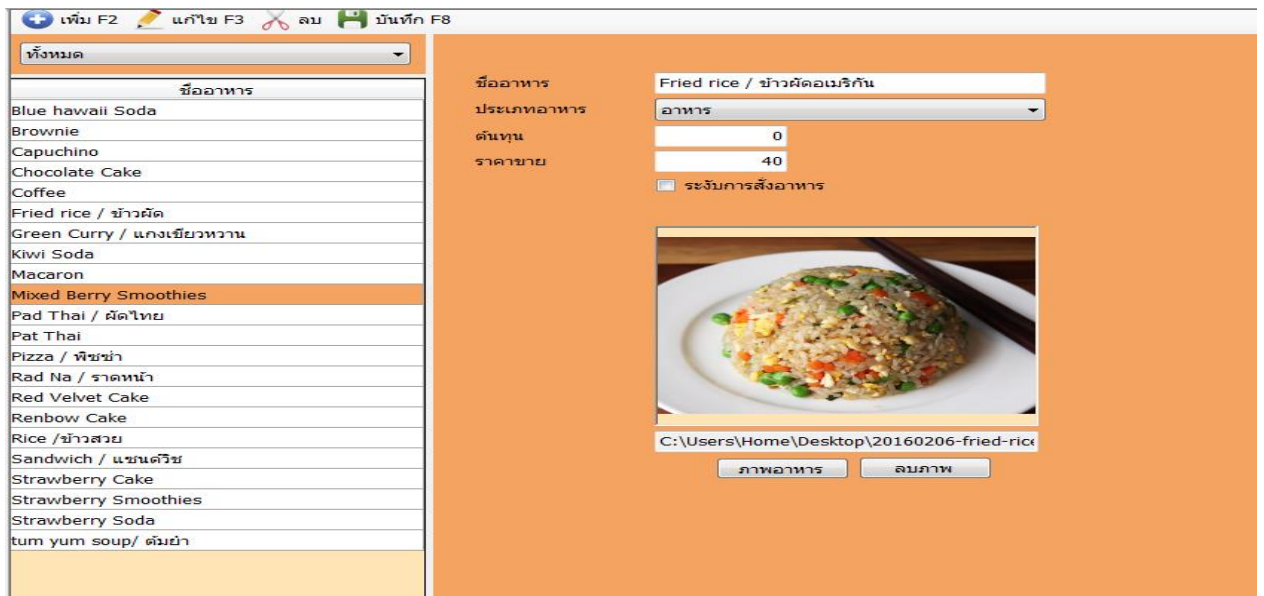 เพิ่ม F2 แก้ไข F3 ลบ บันทึก F8
ทั้งหมด
ชื่ออาหาร
Blue hawaii Soda
Brownie
Capuchino
Chocolate Cake
Coffee
Fried rice / ข้าวผัด
Green Curry / แกงเขียวหวาน
Kiwi Soda
Macaron
Mixed Berry Smoothies
Pad Thai / ผัดไทย
Pat Thai
Pizza / พิซซ่า
Rad Na / ราดหน้า
Red Velvet Cake
Renbow Cake
Rice /ข้าวสวย
Sandwich / แซนด์วิช
Strawberry Cake
Strawberry Smoothies
Strawberry Soda
tum yum soup/ ต้มยำ
ชื่ออาหาร Fried rice / ข้าวผัดอเมริกัน
ประเภทอาหาร อาหาร
ต้นทุน 0
ราคาขาย 40
ระงับการสั่งอาหาร
C:\Users\Home\Desktop\20160206-fried-rice
ภาพอาหาร ลบภาพ